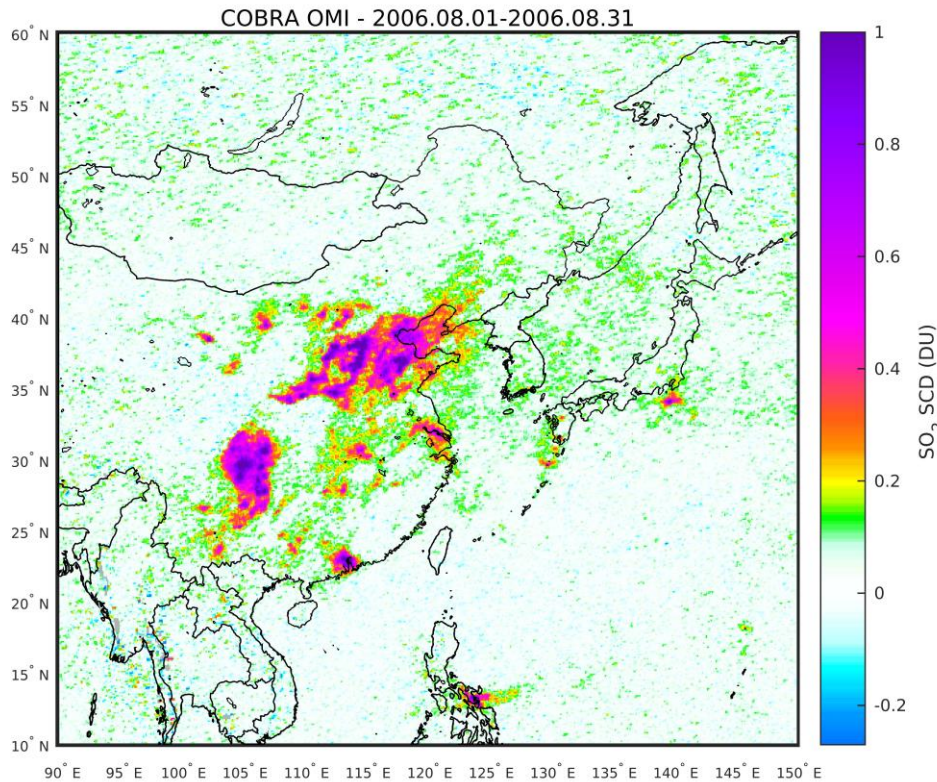 COBRA OMI - 2006.08.01-2006.08.31
60° N
55° N
50° N
45° N
40° N
35° N
30° N
25° N
20° N
15° N
10° N
90° E 95° E 100° E 105° E 110° E 115° E 120° E 125° E 130° E 135° E 140° E 145° E 150° E
1
0.8
0.6
0.4
0.2
0
-0.2
SO₂ SCD (DU)